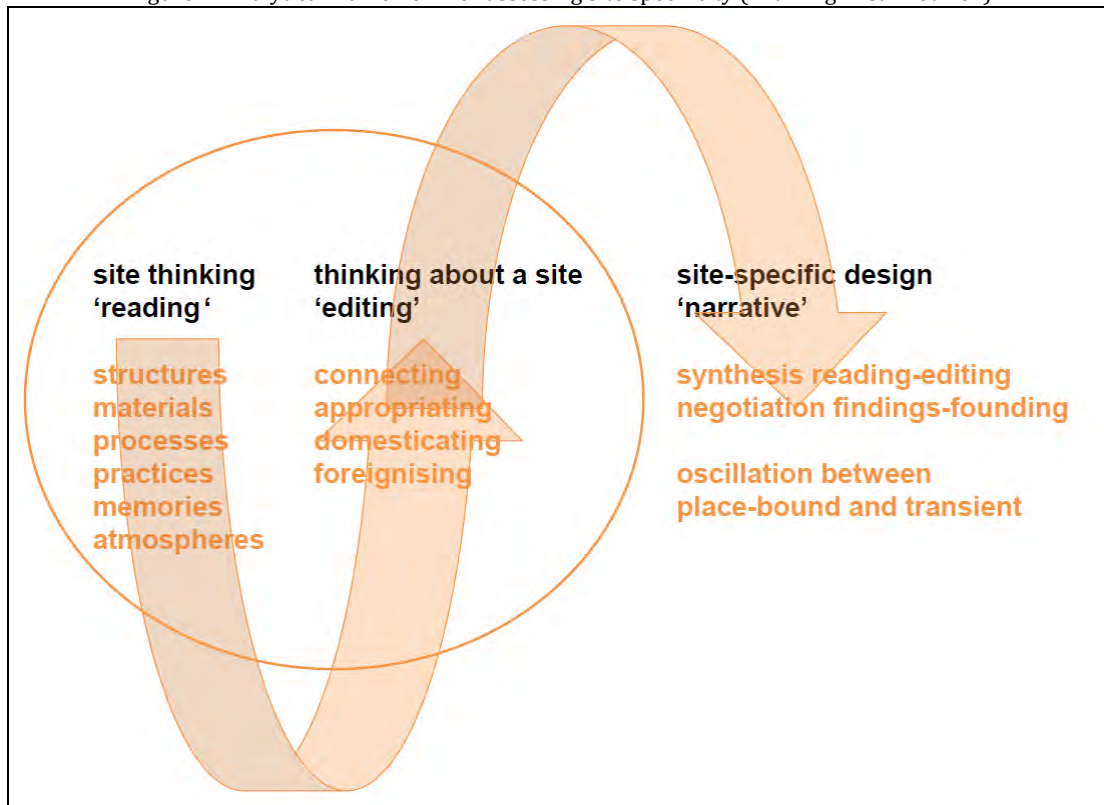 site thinking
‘reading‘
structures
materials
processes
practices
memories
atmospheres
thinking about a site
‘editing’
connecting
appropriating
domesticating
foreignising
site-specific design
‘narrative’
synthesis reading-editing
negotiation findings-founding
oscillation between
place-bound and transient